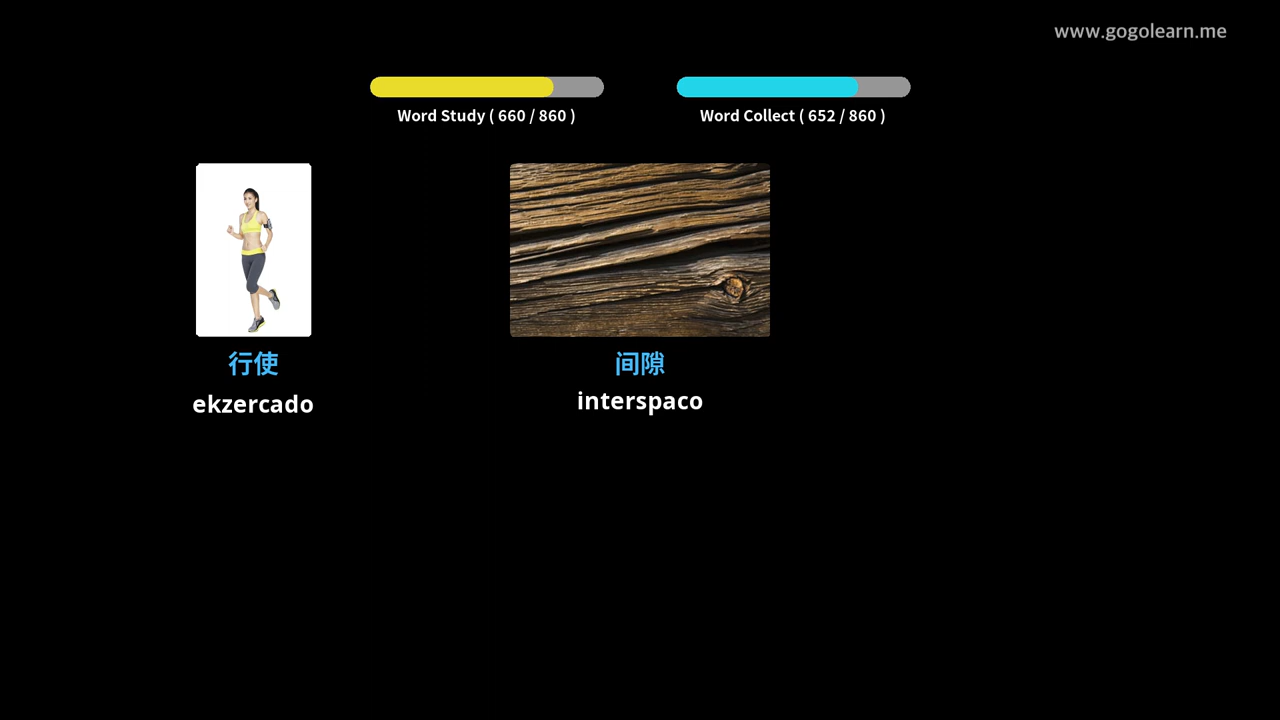 www.gogolearn.me
Word Study ( 660 / 860 )
Word Collect ( 652 / 860 )
行使
ekzercado
间隙
interspaco